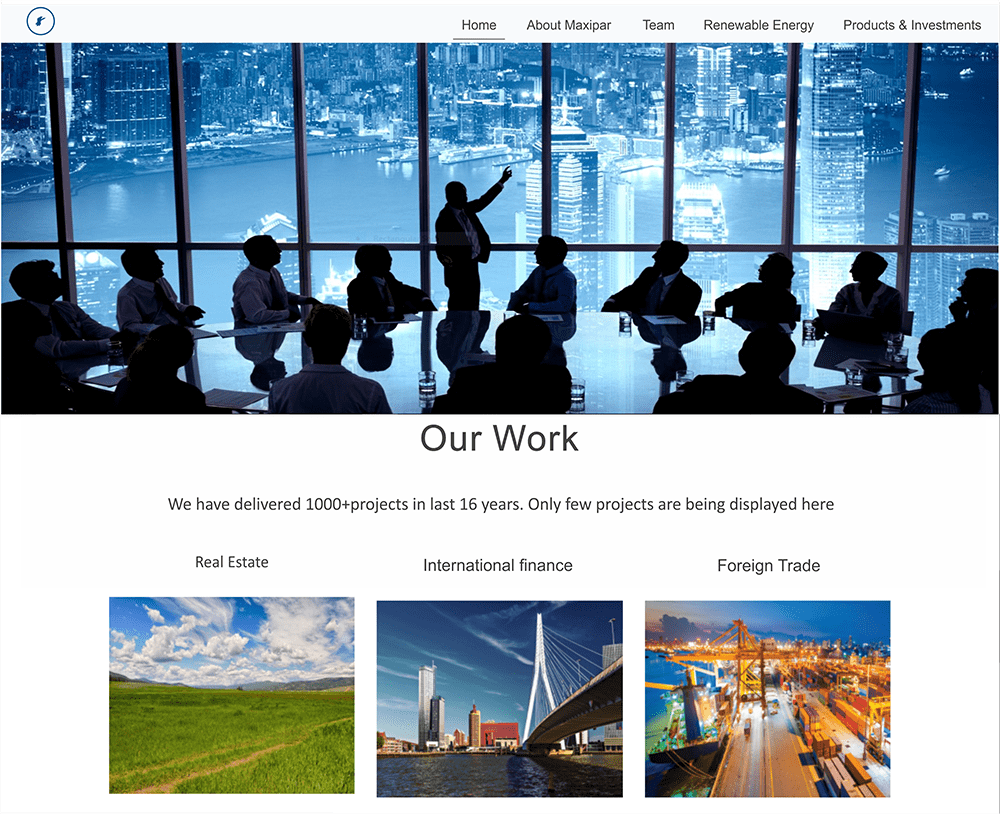 Home About Maxipar Team Renewable Energy Products & Investments
Our Work
We have delivered 1000+projects in last 16 years. Only few projects are being displayed here
Real Estate International finance Foreign Trade